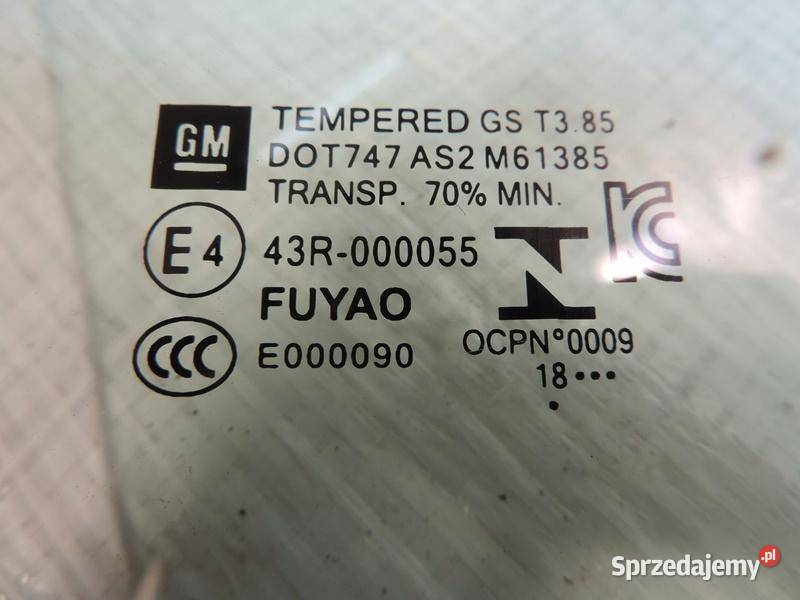 GM
TEMPERED GS T3.85
DOT747 AS2 M61385
TRANSP. 70% MIN.
E4
43R-000055
FUYAO
CCC
E000090
N
KC
OCPN°0009
18•••
•
Sprzedajemy.pl